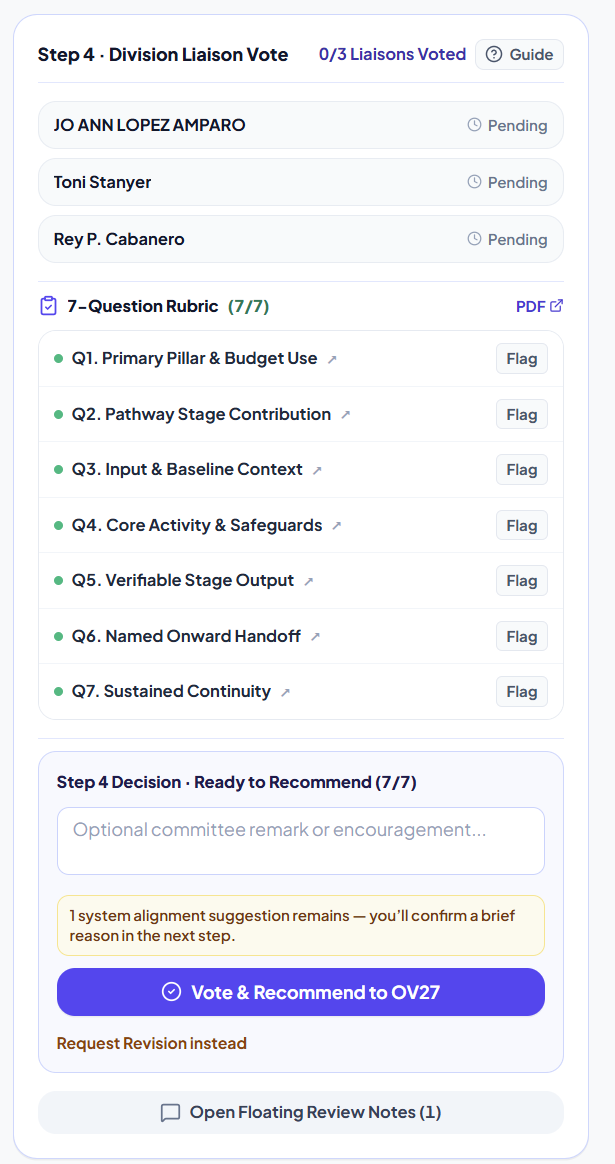 Step 4 · Division Liaison Vote 0/3 Liaisons Voted Guide
JO ANN LOPEZ AMPARO Pending
Toni Stanyer Pending
Rey P. Cabanero Pending
7-Question Rubric (7/7) PDF
Q1. Primary Pillar & Budget Use ↗ Flag
Q2. Pathway Stage Contribution ↗ Flag
Q3. Input & Baseline Context ↗ Flag
Q4. Core Activity & Safeguards ↗ Flag
Q5. Verifiable Stage Output ↗ Flag
Q6. Named Onward Handoff ↗ Flag
Q7. Sustained Continuity ↗ Flag
Step 4 Decision · Ready to Recommend (7/7)
Optional committee remark or encouragement...
1 system alignment suggestion remains — you’ll confirm a brief
reason in the next step.
Vote & Recommend to OV27
Request Revision instead
Open Floating Review Notes (1)